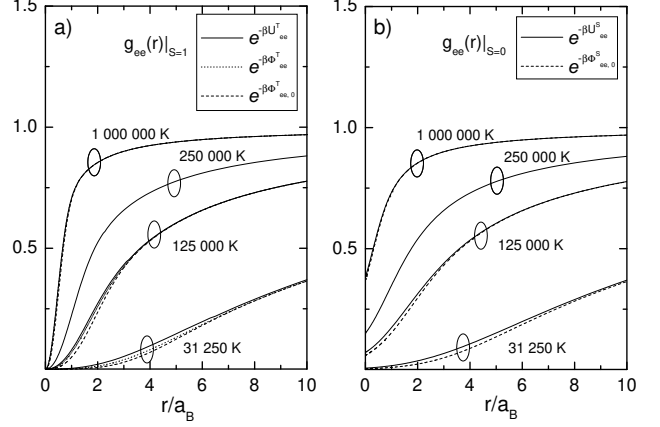 a)
g_ee(r)|_S=1
e^-βU^T_ee
e^-βΦ^T_ee
e^-βΦ^T_ee, 0
1.5
1.0
0.5
1 000 000 K
250 000 K
125 000 K
31 250 K
0 2 4 6 8 10
r/a_B
b)
g_ee(r)|_S=0
e^-βU^S_ee
e^-βΦ^S_ee, 0
1.0
0.5
1 000 000 K
250 000 K
125 000 K
31 250 K
0 2 4 6 8 10
r/a_B